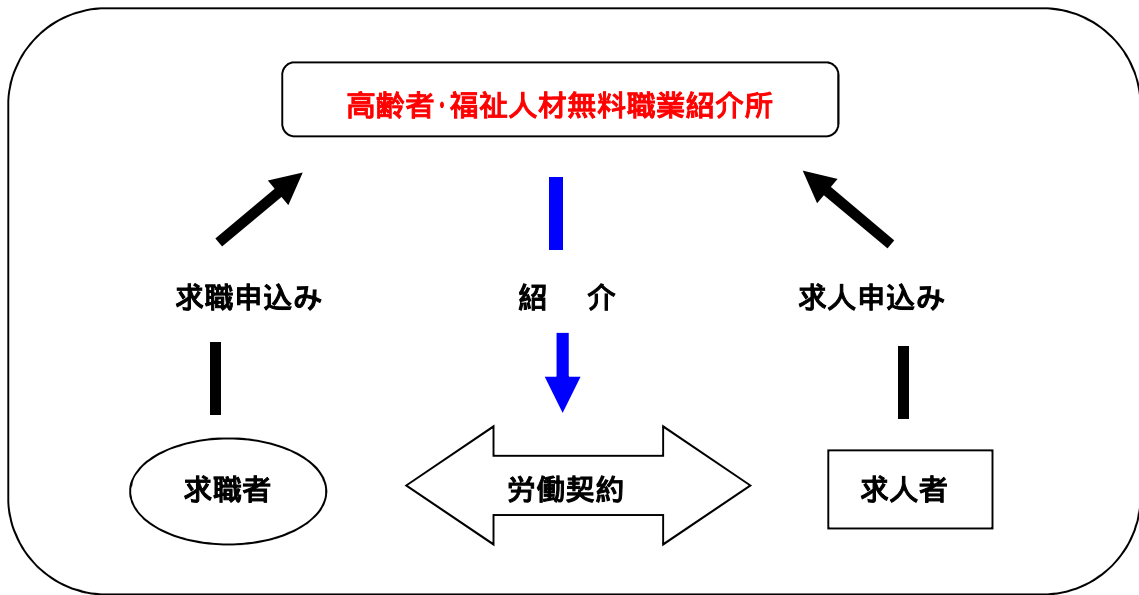 高齢者・福祉人材無料職業紹介所
求職申込み
紹　介
求人申込み
求職者
労働契約
求人者